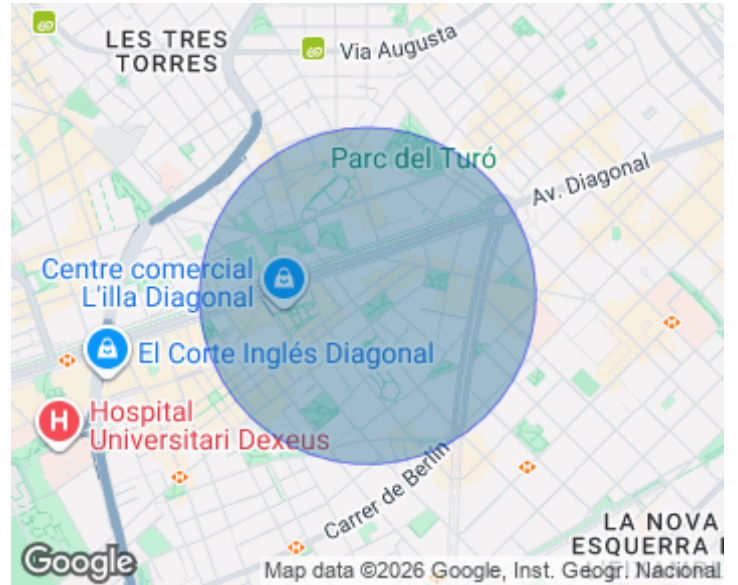 LES TRES
TORRES
Via Augusta
Parc del Turó
Av. Diagonal
Centre comercial
L'illa Diagonal
El Corte Inglés Diagonal
Hospital
Universitari Dexeus
Carrer de Berlín
LA NOVA
ESQUERRA
Google
Map data ©2026 Google, Inst. Geogr. Nacional